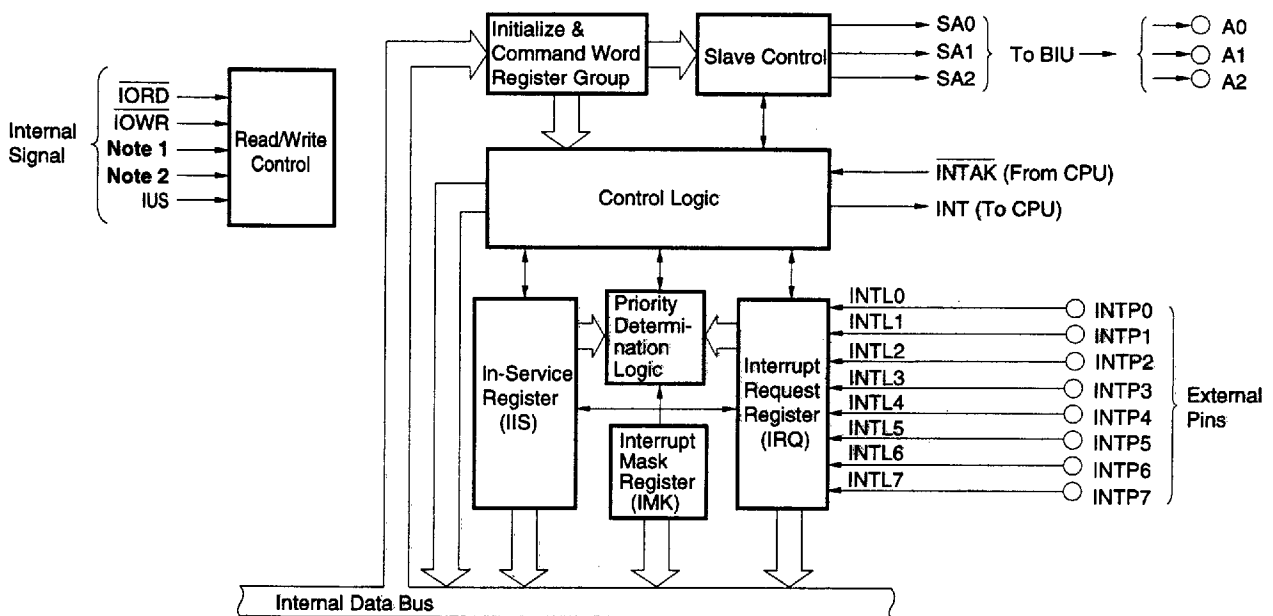 Initialize &
Command Word
Register Group
Slave Control
SA0
SA1
SA2
To BIU
A0
A1
A2
Internal
Signal
IORD
IOWR
Note 1
Note 2
IUS
Read/Write
Control
Control Logic
INTAK (From CPU)
INT (To CPU)
In-Service
Register
(IIS)
Priority
Determi-
nation
Logic
Interrupt
Mask
Register
(IMK)
Interrupt
Request
Register
(IRQ)
INTL0
INTL1
INTL2
INTL3
INTL4
INTL5
INTL6
INTL7
INTP0
INTP1
INTP2
INTP3
INTP4
INTP5
INTP6
INTP7
External
Pins
Internal Data Bus